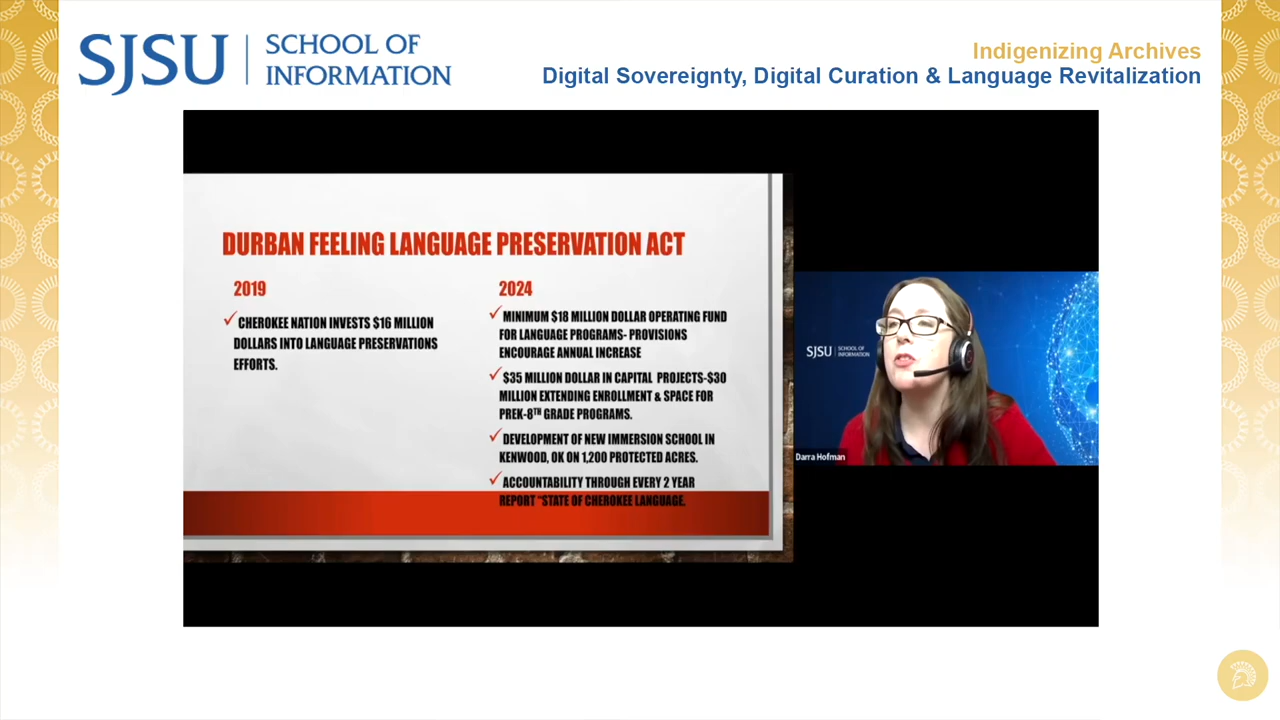 SJSU | SCHOOL OF
INFORMATION
Indigenizing Archives
Digital Sovereignty, Digital Curation & Language Revitalization
DURBAN FEELING LANGUAGE PRESERVATION ACT
2019
✓CHEROKEE NATION INVESTS $16 MILLION
DOLLARS INTO LANGUAGE PRESERVATIONS
EFFORTS.
2024
✓MINIMUM $18 MILLION DOLLAR OPERATING FUND
FOR LANGUAGE PROGRAMS- PROVISIONS
ENCOURAGE ANNUAL INCREASE
✓$35 MILLION DOLLAR IN CAPITAL PROJECTS-$30
MILLION EXTENDING ENROLLMENT & SPACE FOR
PREK-8TH GRADE PROGRAMS.
✓DEVELOPMENT OF NEW IMMERSION SCHOOL IN
KENWOOD, OK ON 1,200 PROTECTED ACRES.
✓ACCOUNTABILITY THROUGH EVERY 2 YEAR
REPORT "STATE OF CHEROKEE LANGUAGE.
SJSU | SCHOOL OF
INFORMATION
Darra Hofman